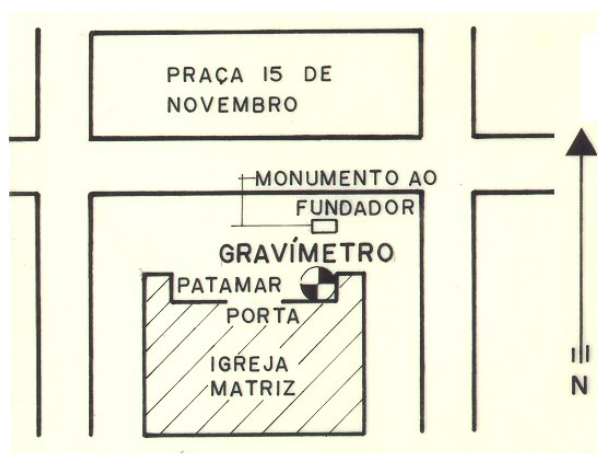 PRAÇA 15 DE
NOVEMBRO
MONUMENTO AO
FUNDADOR
GRAVÍMETRO
PATAMAR
PORTA
IGREJA
MATRIZ
N